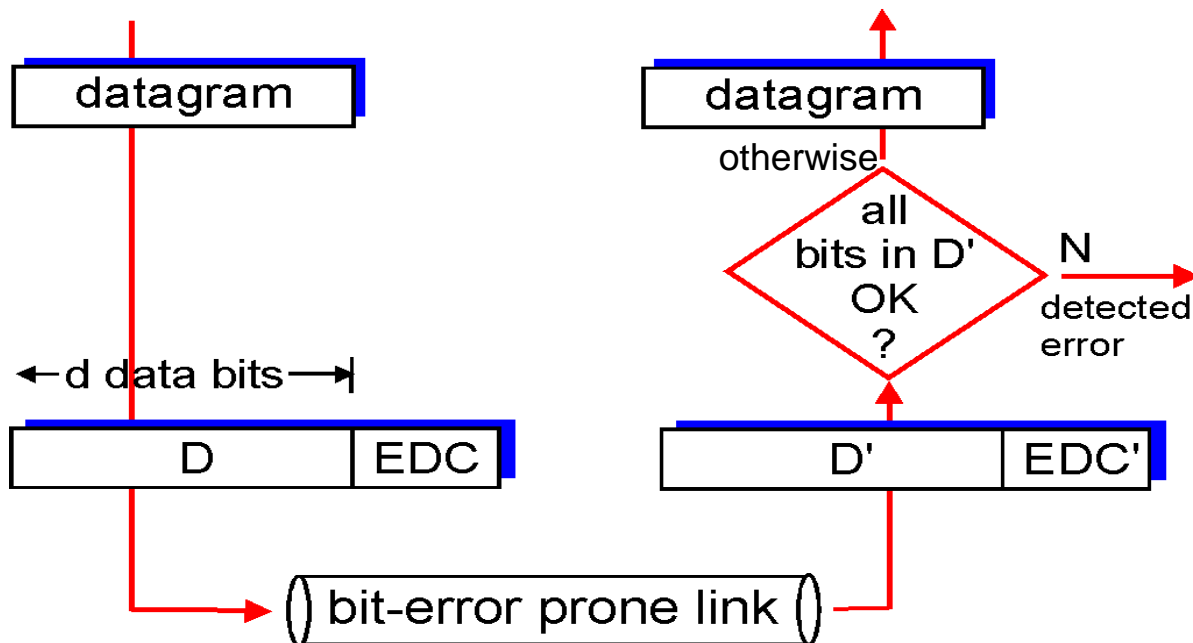 datagram
d data bits
D
EDC
bit-error prone link
datagram
otherwise
all
bits in D'
OK
?
N
detected
error
D'
EDC'